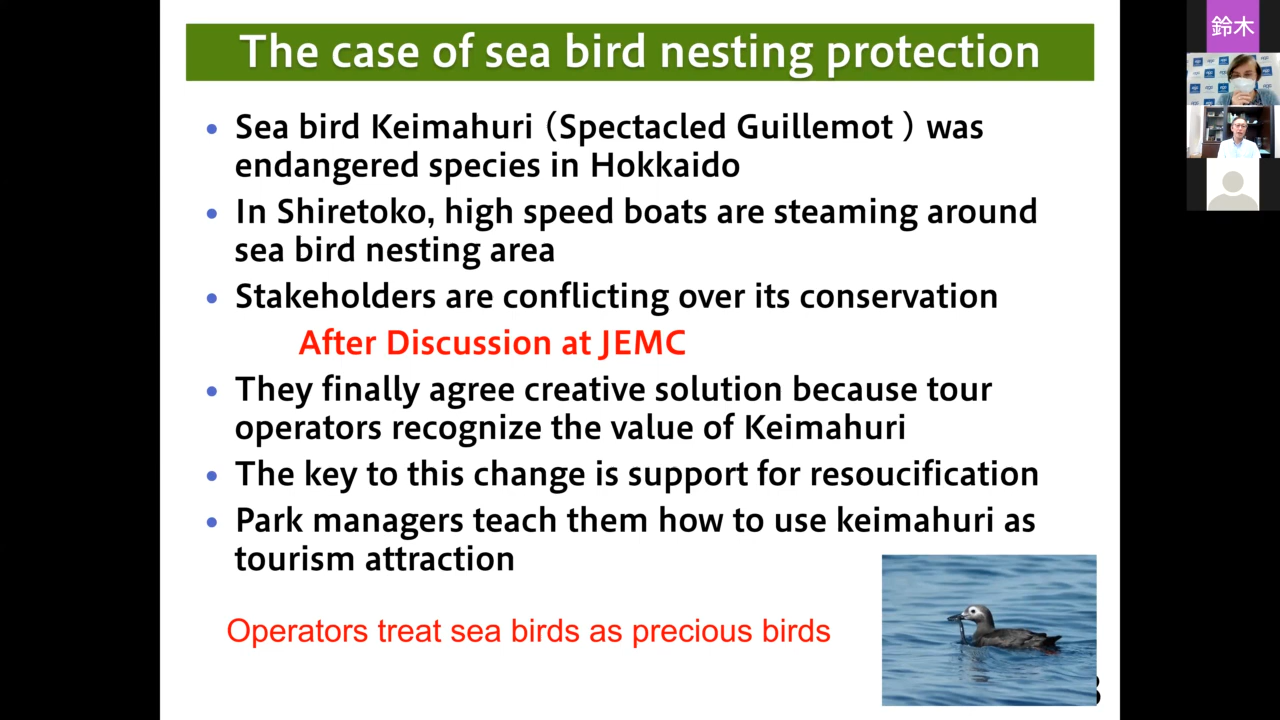 The case of sea bird nesting protection
• Sea bird Keimahuri（Spectacled Guillemot ）was
endangered species in Hokkaido
• In Shiretoko, high speed boats are steaming around
sea bird nesting area
• Stakeholders are conflicting over its conservation
After Discussion at JEMC
• They finally agree creative solution because tour
operators recognize the value of Keimahuri
• The key to this change is support for resoucification
• Park managers teach them how to use keimahuri as
tourism attraction
Operators treat sea birds as precious birds
鈴木